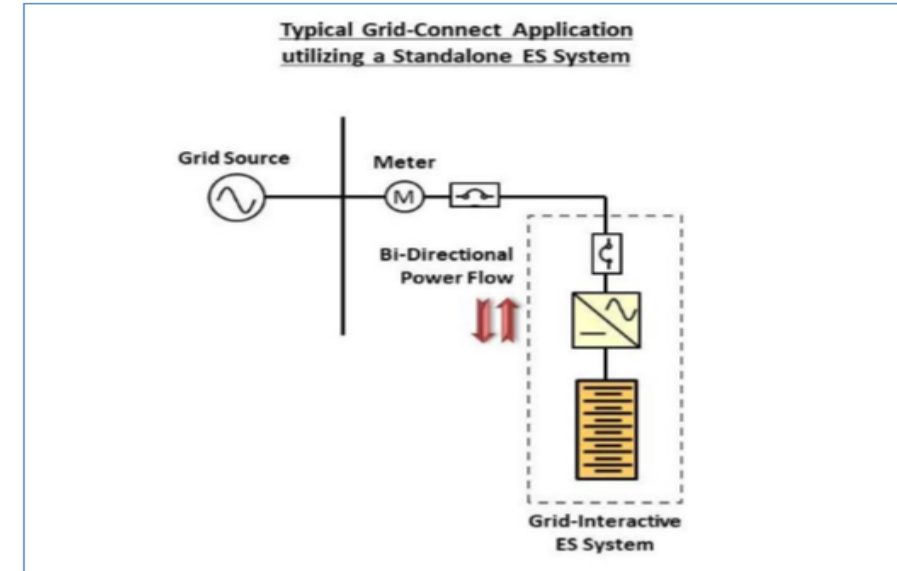 Typical Grid-Connect Application
utilizing a Standalone ES System
Grid Source
Meter
M
Bi-Directional
Power Flow
Grid-Interactive
ES System